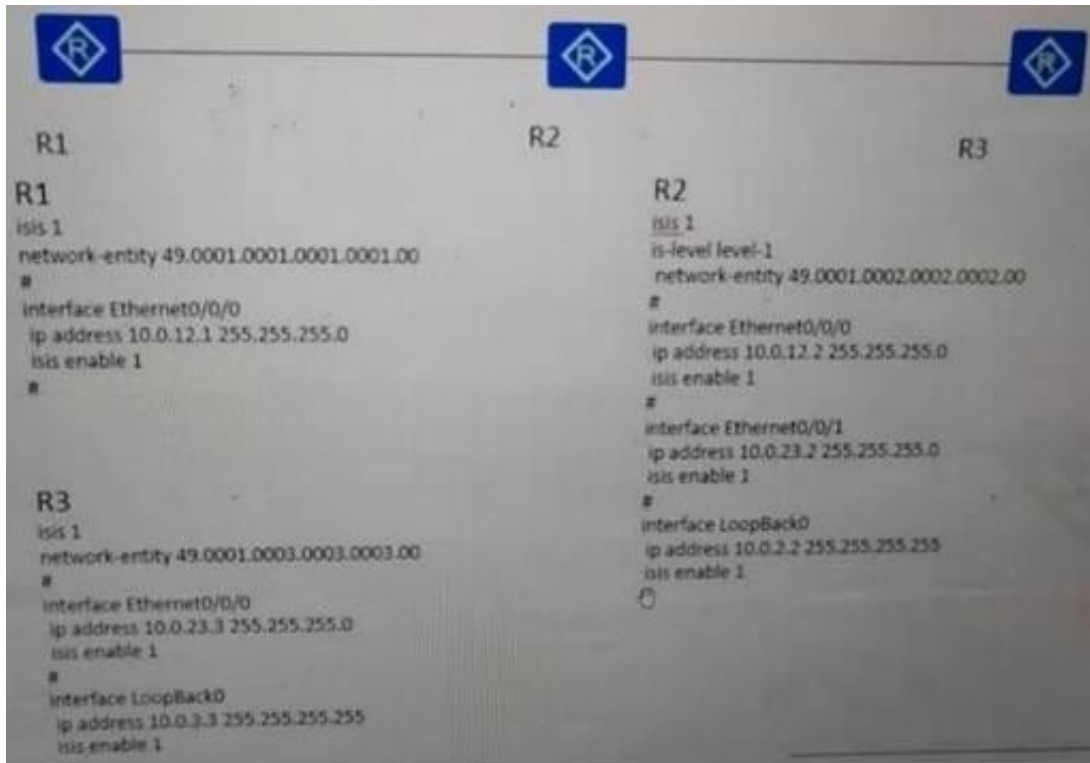 R
R
R
R1
R2
R3
R1
isis 1
network-entity 49.0001.0001.0001.0001.00
#
interface Ethernet0/0/0
ip address 10.0.12.1 255.255.255.0
isis enable 1
#
R2
isis 1
is-level level-1
network-entity 49.0001.0002.0002.0002.00
#
interface Ethernet0/0/0
ip address 10.0.12.2 255.255.255.0
isis enable 1
#
interface Ethernet0/0/1
ip address 10.0.23.2 255.255.255.0
isis enable 1
#
interface LoopBack0
ip address 10.0.2.2 255.255.255.255
isis enable 1
R3
isis 1
network-entity 49.0001.0003.0003.0003.00
#
interface Ethernet0/0/0
ip address 10.0.23.3 255.255.255.0
isis enable 1
#
interface LoopBack0
ip address 10.0.3.3 255.255.255.255
isis enable 1